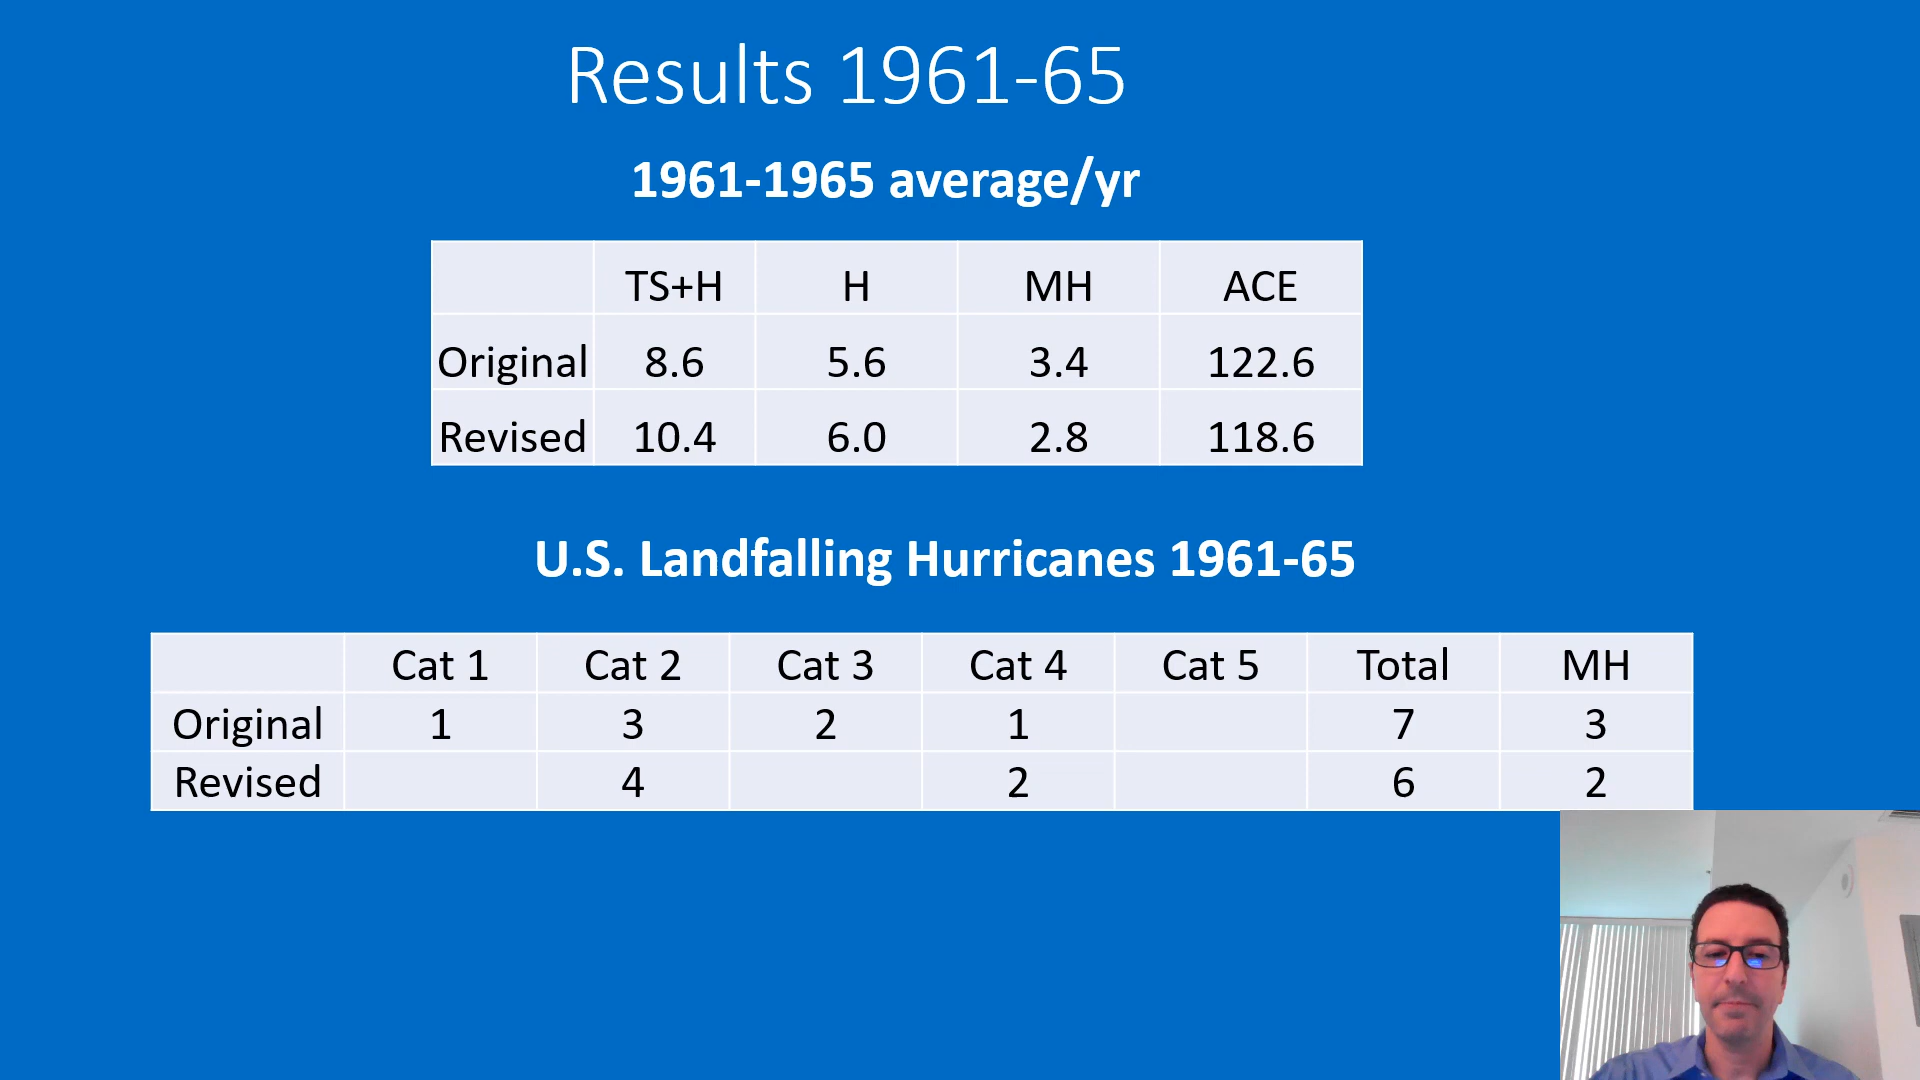 Results 1961-65
1961-1965 average/yr
TS+H H MH ACE
Original 8.6 5.6 3.4 122.6
Revised 10.4 6.0 2.8 118.6
U.S. Landfalling Hurricanes 1961-65
Cat 1 Cat 2 Cat 3 Cat 4 Cat 5 Total MH
Original 1 3 2 1 7 3
Revised 4 2 6 2